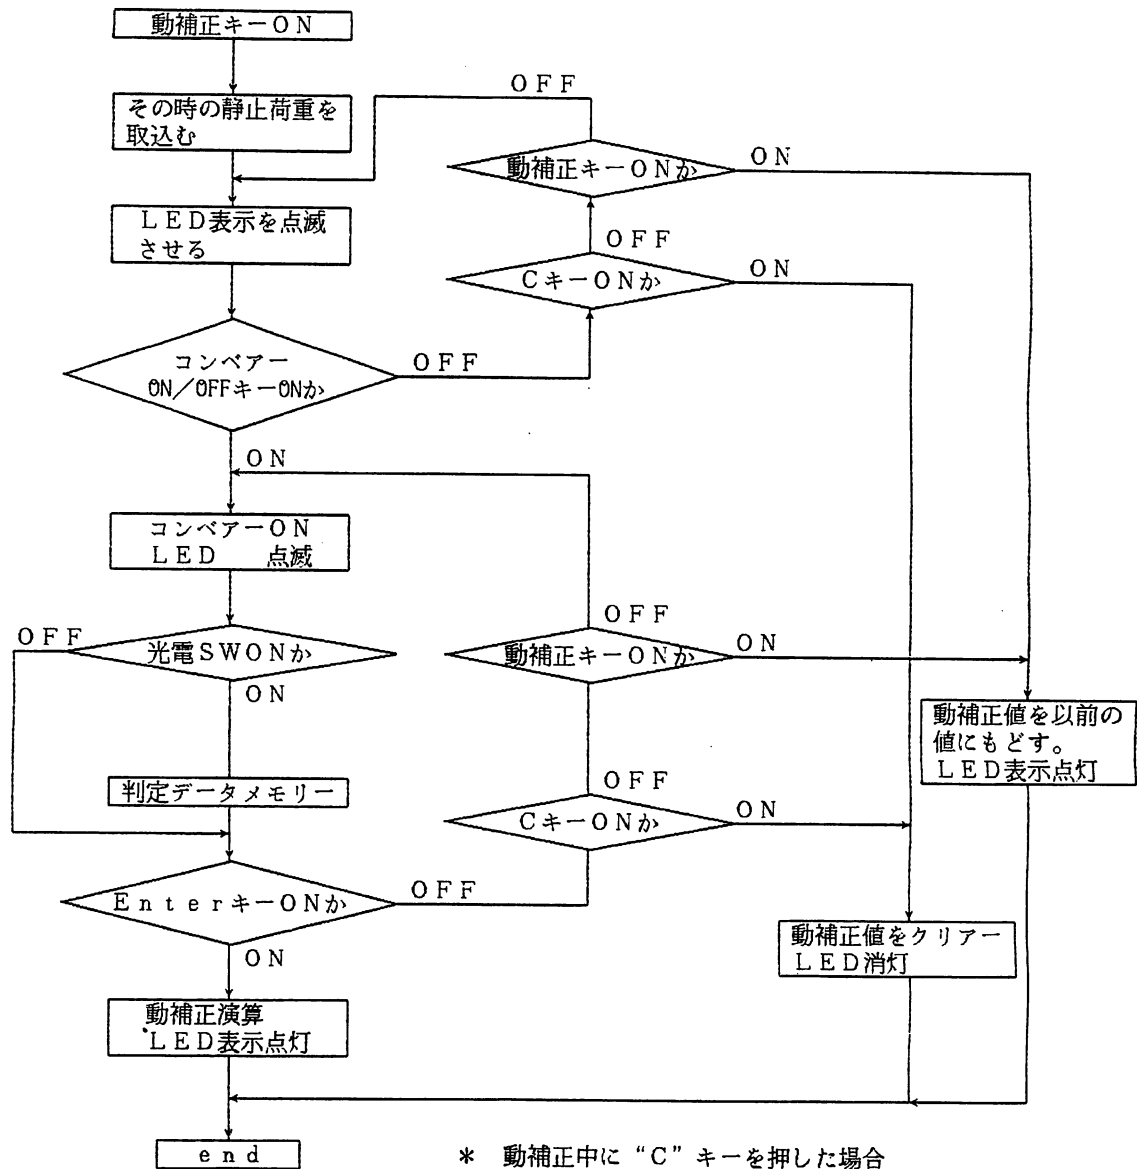 動補正キーON
その時の静止荷重を
取込む
LED表示を点滅
させる
コンベアー
ON/OFFキーONか
OFF
CキーONか
ON
OFF
動補正キーONか
ON
OFF
ON
コンベアーON
LED 点滅
光電SWONか
OFF
ON
判定データメモリー
EnterキーONか
OFF
CキーONか
ON
OFF
動補正キーONか
ON
OFF
ON
動補正演算
LED表示点灯
動補正値を以前の
値にもどす。
LED表示点灯
動補正値をクリアー
LED消灯
end
* 動補正中に“C”キーを押した場合